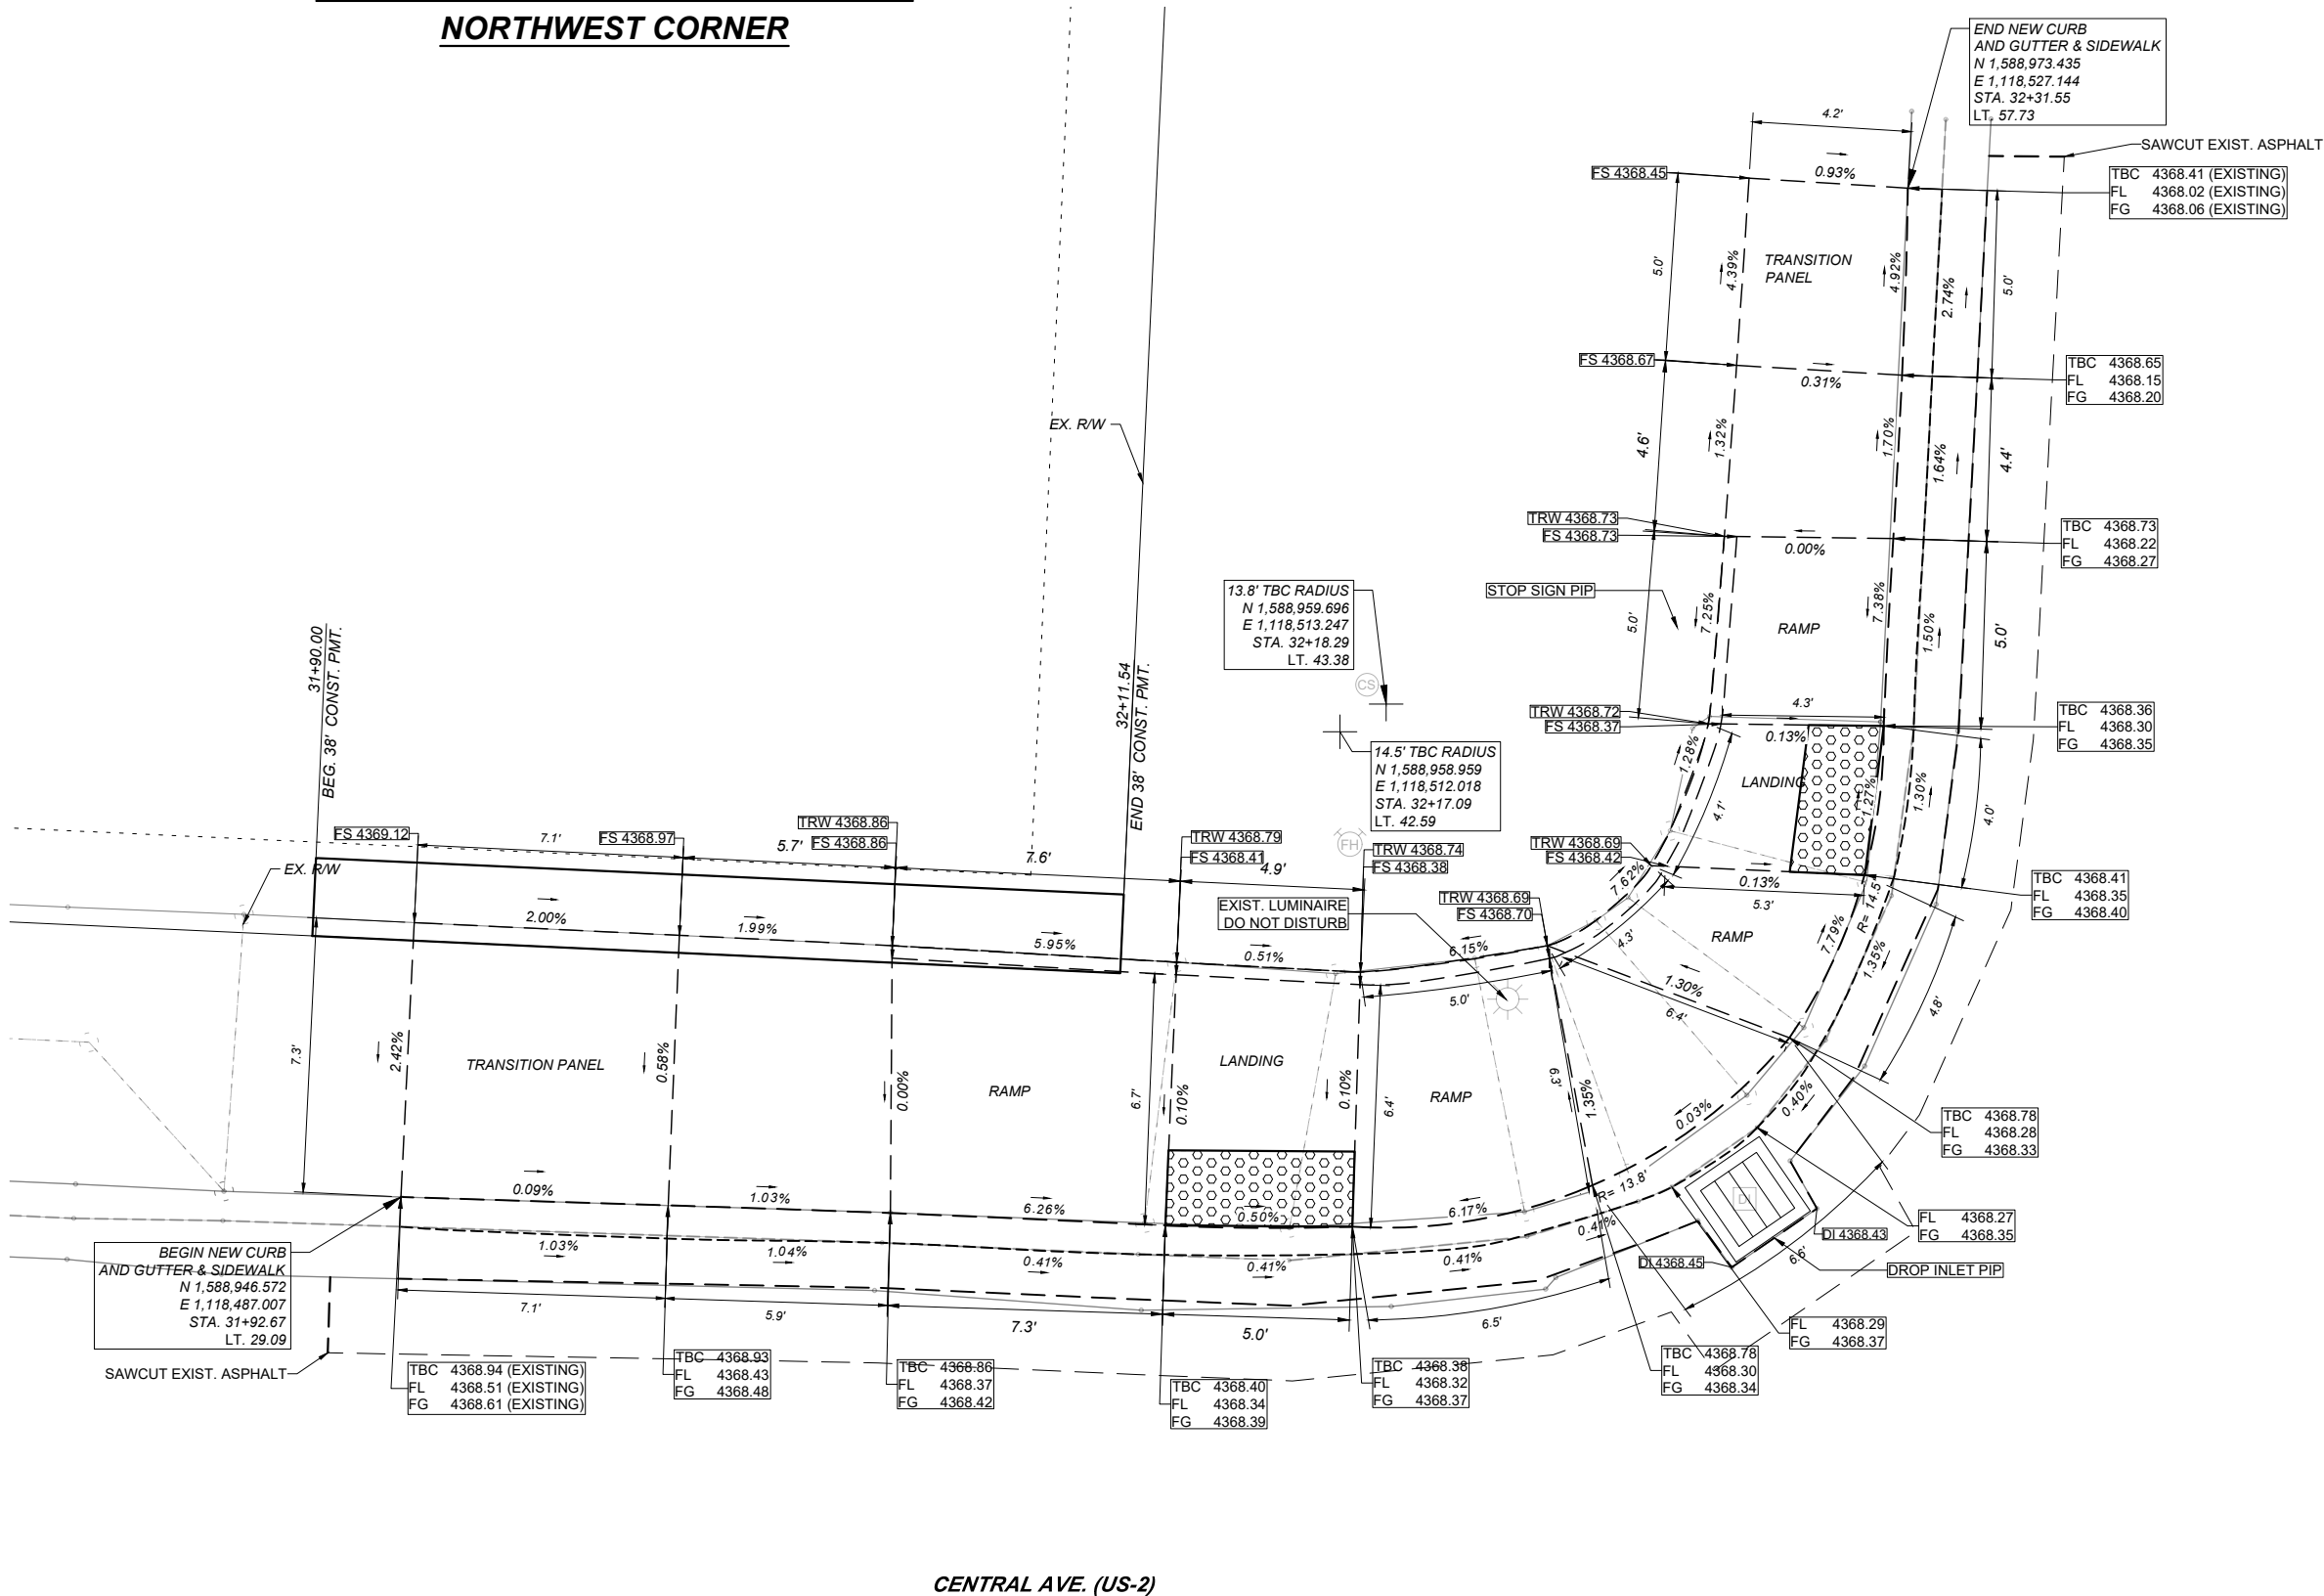 NORTHWEST CORNER
END NEW CURB
AND GUTTER & SIDEWALK
N 1,588,973.435
E 1,118,527.144
STA. 32+31.55
LT. 57.73
SAWCUT EXIST. ASPHALT
4.2'
FS 4368.45
0.93%
TBC 4368.41 (EXISTING)
FL 4368.02 (EXISTING)
FG 4368.06 (EXISTING)
5.0'
4.39%
TRANSITION
PANEL
4.92%
2.74%
5.0'
FS 4368.67
0.31%
TBC 4368.65
FL 4368.15
FG 4368.20
EX. R/W
4.6'
1.32%
1.70%
1.64%
4.4'
TRW 4368.73
FS 4368.73
0.00%
TBC 4368.73
FL 4368.22
FG 4368.27
13.8' TBC RADIUS
N 1,588,959.696
E 1,118,513.247
STA. 32+18.29
LT. 43.38
STOP SIGN PIP
5.0'
7.25%
RAMP
7.38%
1.50%
5.0'
31+90.00
BEG. 38' CONST. PMT.
32+11.54
END 38' CONST. PMT.
CS
TRW 4368.72
FS 4368.37
4.3'
0.13%
TBC 4368.36
FL 4368.30
FG 4368.35
14.5' TBC RADIUS
N 1,588,958.959
E 1,118,512.018
STA. 32+17.09
LT. 42.59
1.28%
LANDING
4.1'
1.27%
1.30%
4.0'
FS 4369.12
7.1'
FS 4368.97
5.7'
TRW 4368.86
FS 4368.86
7.6'
TRW 4368.79
FS 4368.41
4.9'
FH
TRW 4368.74
FS 4368.38
TRW 4368.69
FS 4368.42
EX. R/W
7.62%
0.13%
5.3'
R= 14.5'
TBC 4368.41
FL 4368.35
FG 4368.40
2.00%
1.99%
5.95%
0.51%
EXIST. LUMINAIRE
DO NOT DISTURB
TRW 4368.69
FS 4368.70
6.15%
4.3'
RAMP
7.79%
1.35%
5.0'
1.30%
6.4'
4.8'
7.3'
2.42%
TRANSITION PANEL
0.58%
0.00%
RAMP
6.7'
0.10%
LANDING
0.10%
6.4'
RAMP
6.3'
1.35%
0.03%
0.40%
TBC 4368.78
FL 4368.28
FG 4368.33
0.09%
1.03%
6.26%
0.50%
6.17%
R= 13.8'
DI
FL 4368.27
FG 4368.35
DI 4368.43
1.03%
1.04%
0.41%
0.41%
0.41%
0.41%
DI 4368.45
6.6'
DROP INLET PIP
BEGIN NEW CURB
AND GUTTER & SIDEWALK
N 1,588,946.572
E 1,118,487.007
STA. 31+92.67
LT. 29.09
7.1'
5.9'
7.3'
5.0'
6.5'
FL 4368.29
FG 4368.37
SAWCUT EXIST. ASPHALT
TBC 4368.94 (EXISTING)
FL 4368.51 (EXISTING)
FG 4368.61 (EXISTING)
TBC 4368.93
FL 4368.43
FG 4368.48
TBC 4368.86
FL 4368.37
FG 4368.42
TBC 4368.40
FL 4368.34
FG 4368.39
TBC 4368.38
FL 4368.32
FG 4368.37
TBC 4368.78
FL 4368.30
FG 4368.34
CENTRAL AVE. (US-2)